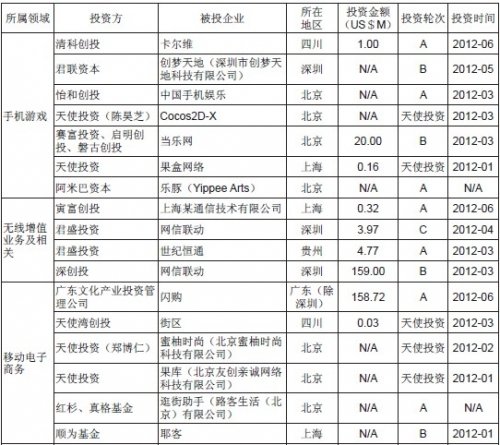 所属领域 投资方 被投企业 所在地区 投资金额(US＄M) 投资轮次 投资时间
手机游戏
清科创投 卡尔维 四川 1.00 A 2012-06
君联资本 创梦天地（深圳市创梦天地科技有限公司） 深圳 N/A B 2012-05
怡和创投 中国手机娱乐 北京 N/A A 2012-03
天使投资（陈昊芝） Cocos2D-X 北京 N/A 天使投资 2012-03
赛富投资、启明创投、磐古创投 当乐网 北京 20.00 B 2012-03
天使投资 果盒网络 上海 0.16 天使投资 2012-01
阿米巴资本 乐豚（Yippee Arts） 北京 N/A A N/A
无线增值业务及相关
寅富创投 上海某通信技术有限公司 上海 0.32 A 2012-06
君盛投资 网信联动 深圳 3.97 C 2012-04
君盛投资 世纪恒通 贵州 4.77 A 2012-03
深创投 网信联动 深圳 159.00 B 2012-03
移动电子商务
广东文化产业投资管理公司 闪购 广东（除深圳） 158.72 A 2012-06
天使湾创投 街区 四川 0.03 天使投资 2012-03
天使投资（郑博仁） 蜜柚时尚（北京蜜柚时尚科技有限公司） 北京 N/A 天使投资 2012-02
天使投资 果库（北京友创亲诚网络科技有限公司） 北京 N/A 天使投资 2012-01
红杉、真格基金 逛街助手（路客生活（北京）有限公司） 北京 N/A A N/A
顺为基金 耶客 上海 N/A B N/A